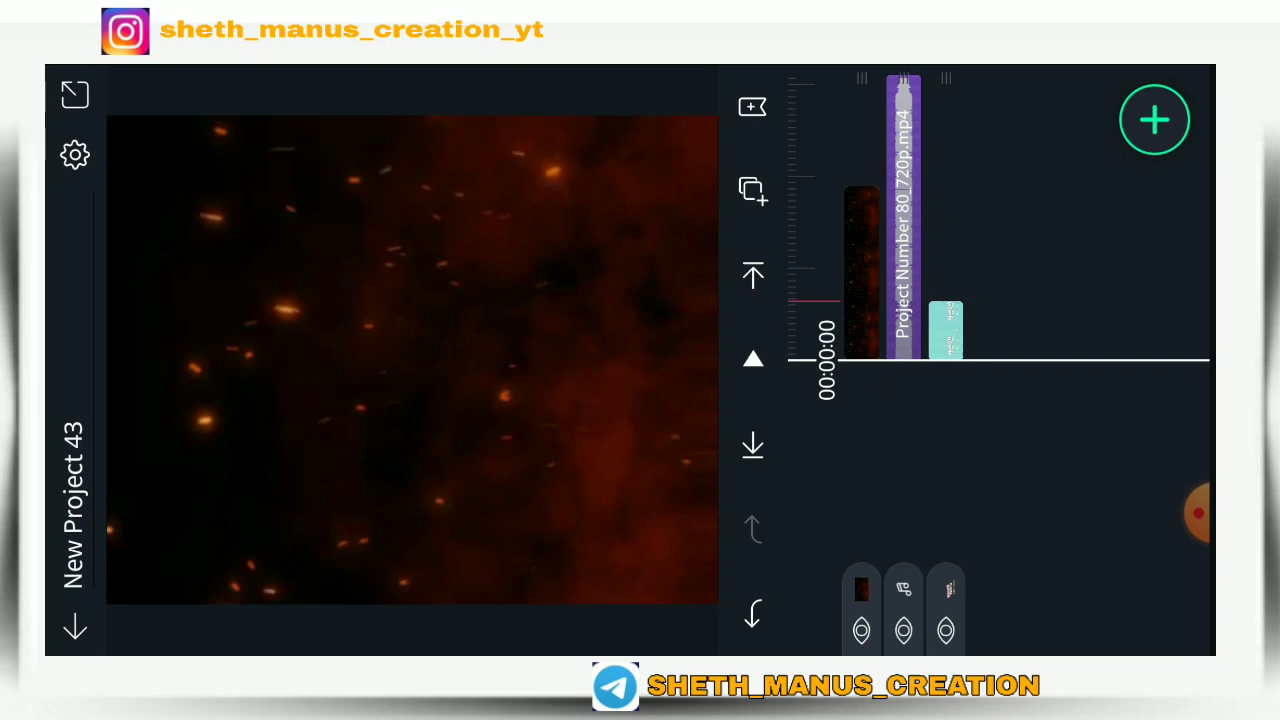 sheth_manus_creation_yt
New Project 43
Project Number 80_720p.mp4
00:00:00
SHETH_MANUS_CREATION